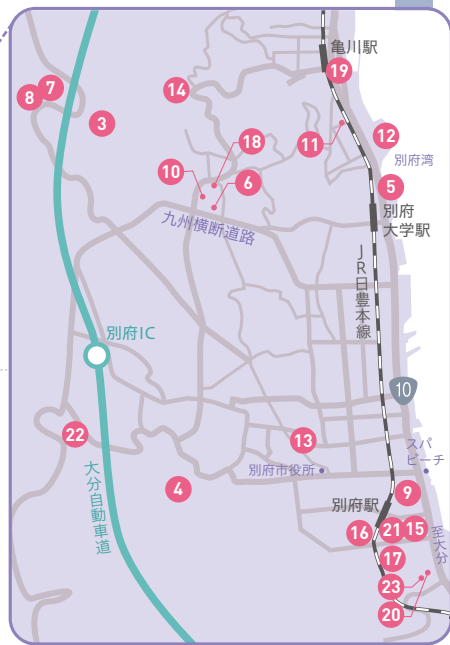 亀川駅
19
7
8
14
3
11
12
18
別府湾
10
6
5
別府
大学駅
九州横断道路
JR日豊本線
別府IC
10
22
13
スパ
ビーチ
別府市役所
大分自動車道
4
9
別府駅
16
21
15
至大分
17
23
20